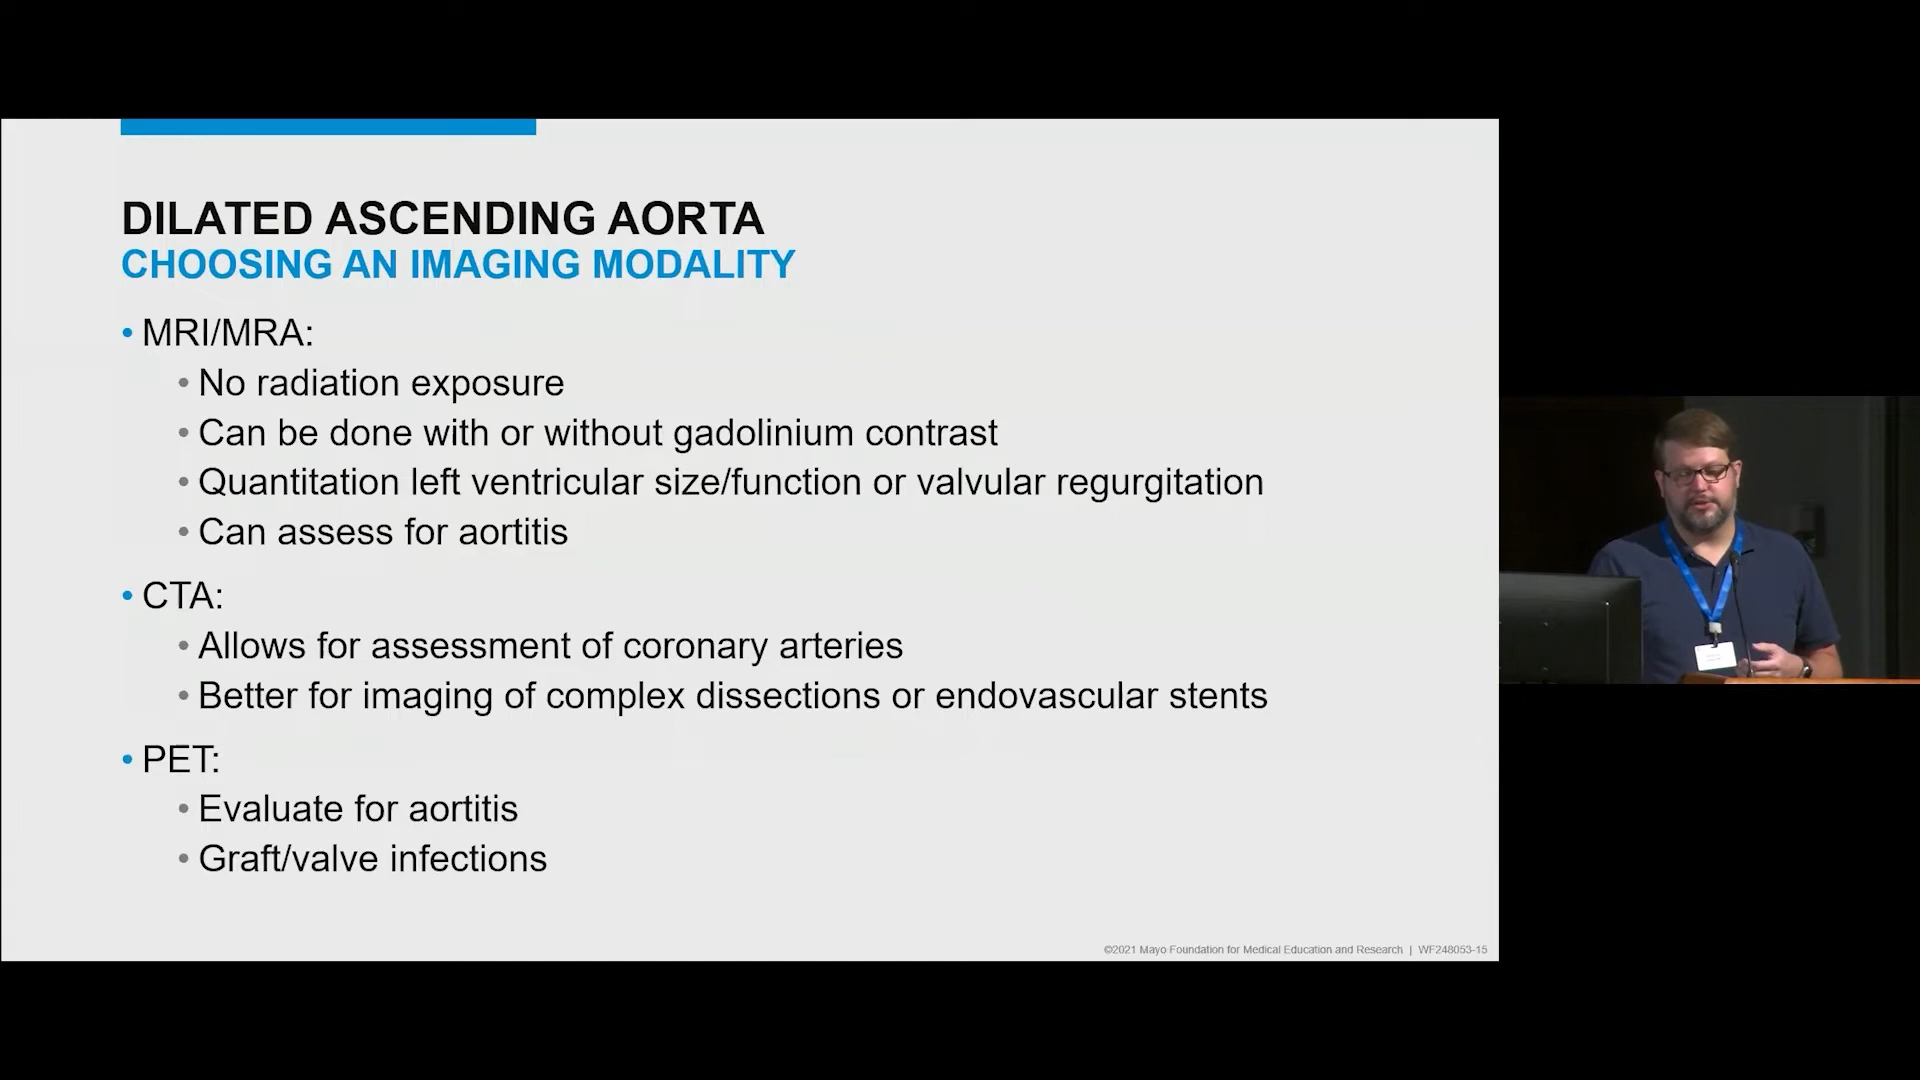 DILATED ASCENDING AORTA
CHOOSING AN IMAGING MODALITY
• MRI/MRA:
• No radiation exposure
• Can be done with or without gadolinium contrast
• Quantitation left ventricular size/function or valvular regurgitation
• Can assess for aortitis
• CTA:
• Allows for assessment of coronary arteries
• Better for imaging of complex dissections or endovascular stents
• PET:
• Evaluate for aortitis
• Graft/valve infections
©2021 Mayo Foundation for Medical Education and Research | WF248053-15